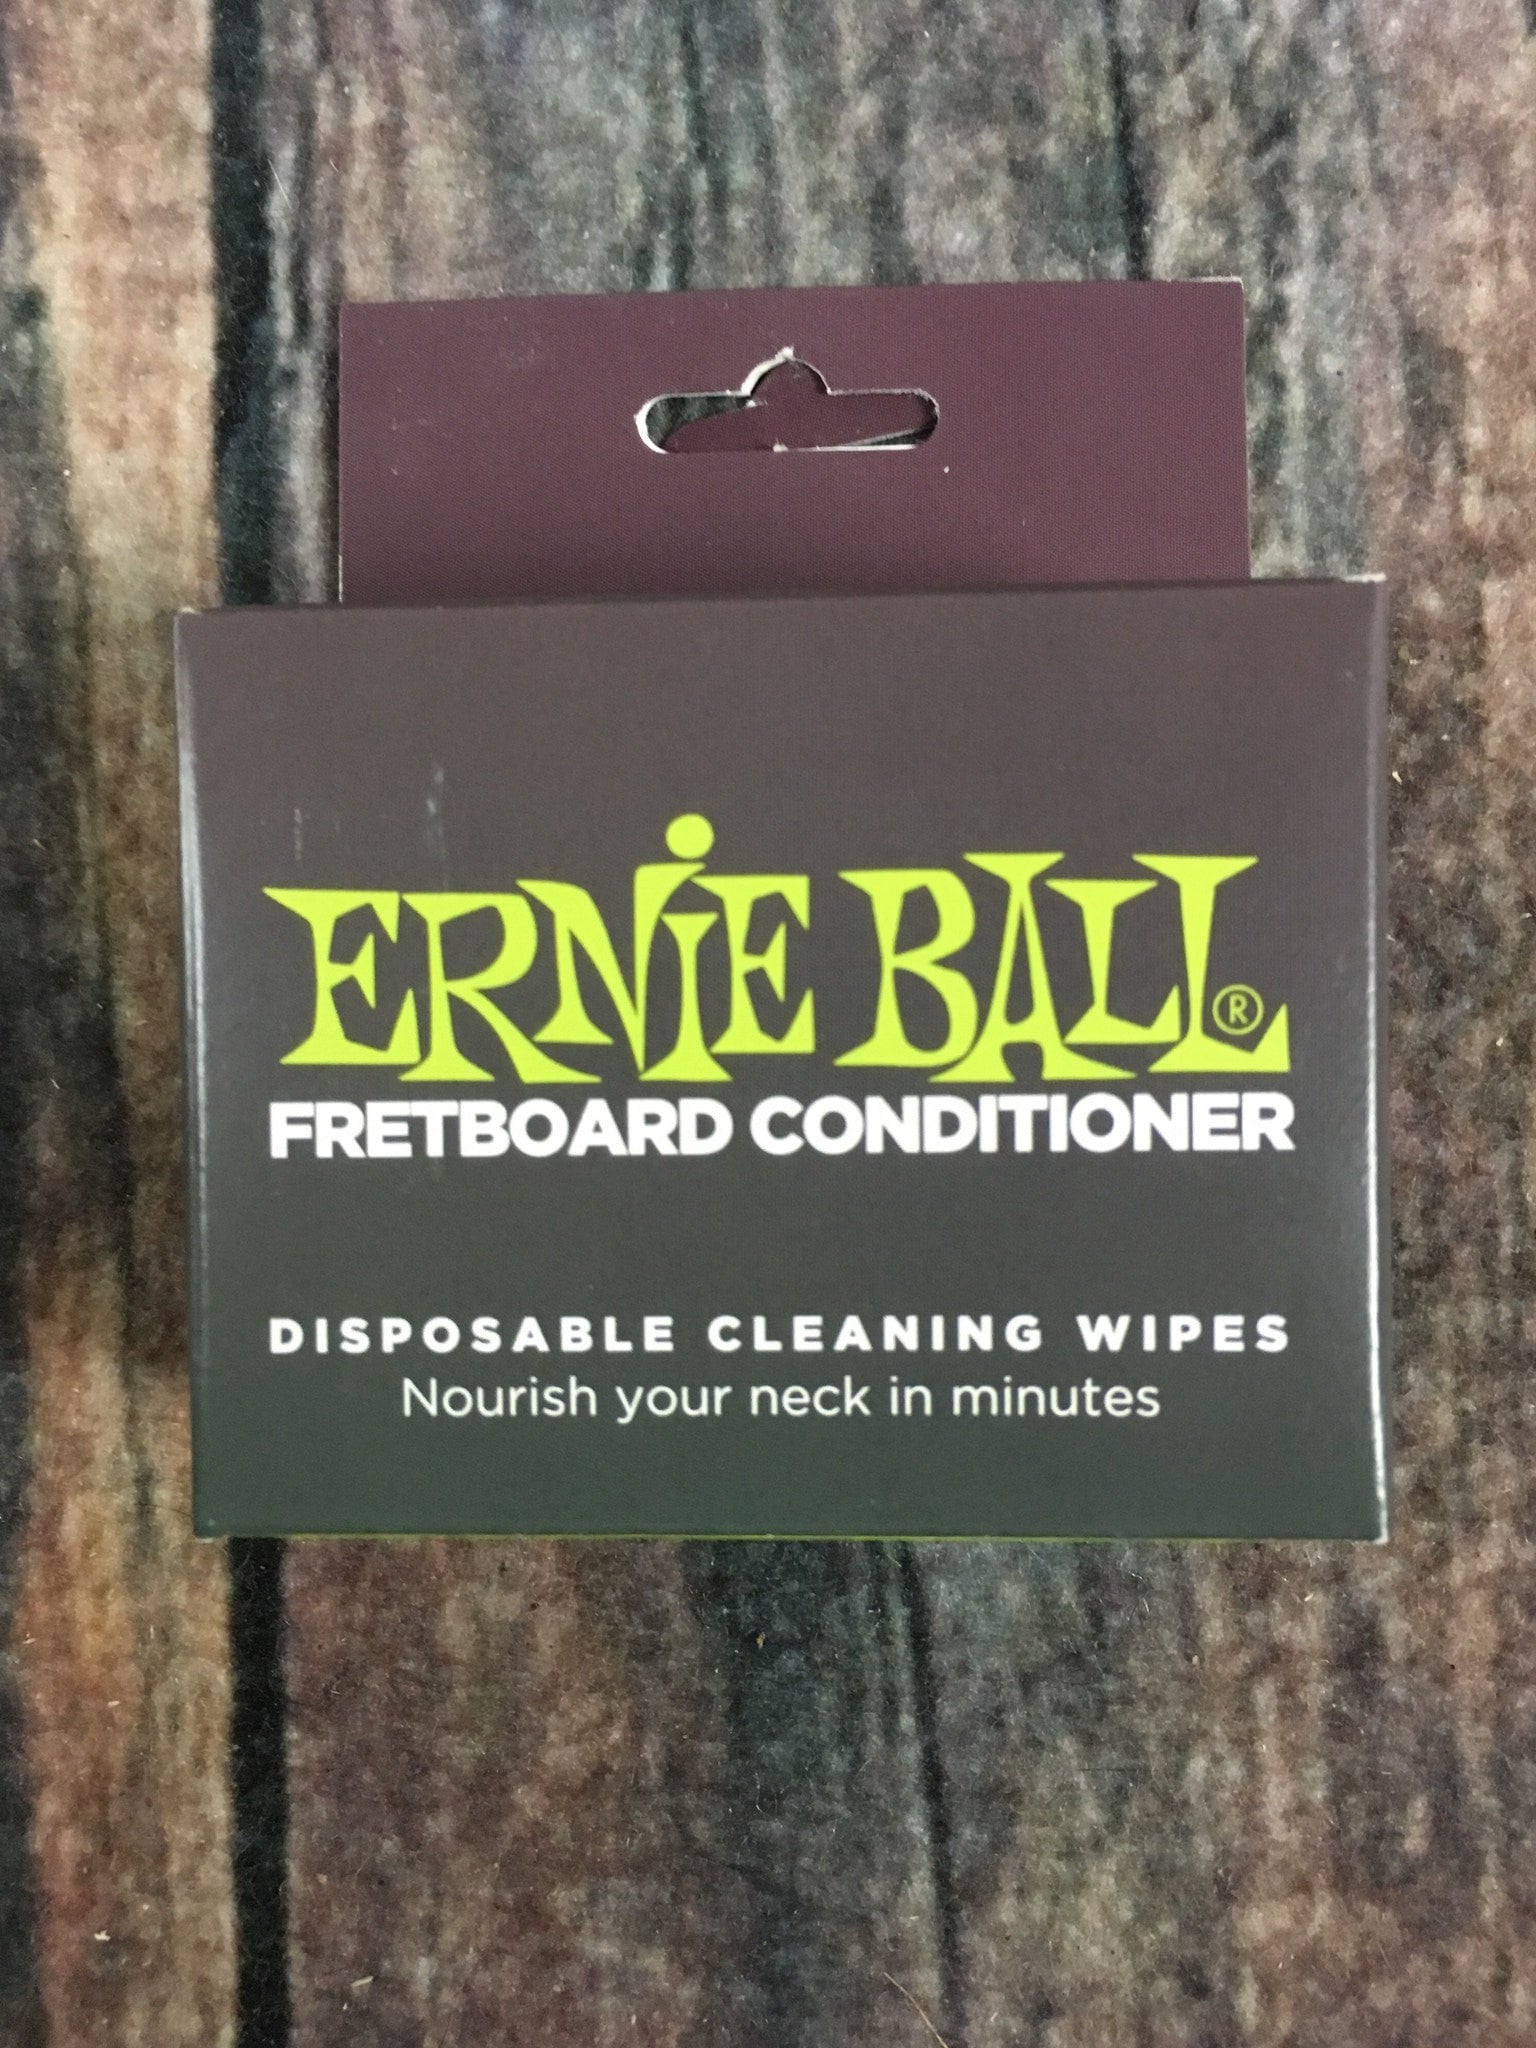 ERNIE BALL®
FRETBOARD CONDITIONER
DISPOSABLE CLEANING WIPES
Nourish your neck in minutes